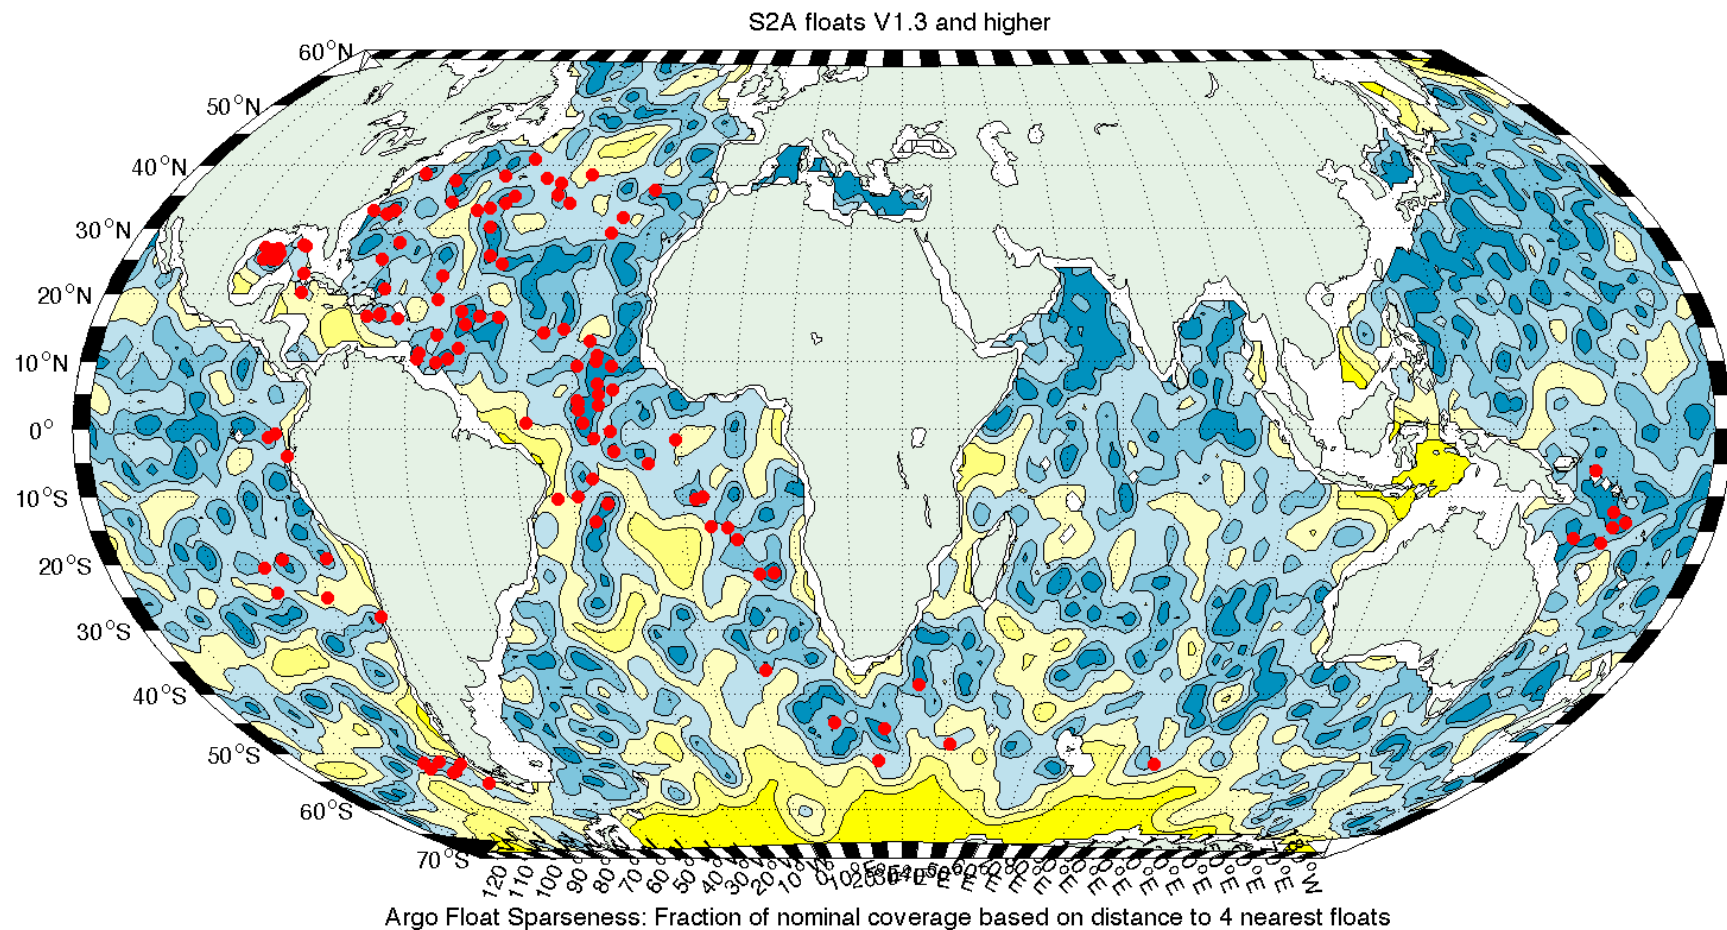 S2A floats V1.3 and higher
60°N
50°N
40°N
30°N
20°N
10°N
0°
10°S
20°S
30°S
40°S
50°S
60°S
70°S
120 110 100 90 80 70 60 50 40 30 20 10 0° 10°
Argo Float Sparseness: Fraction of nominal coverage based on distance to 4 nearest floats